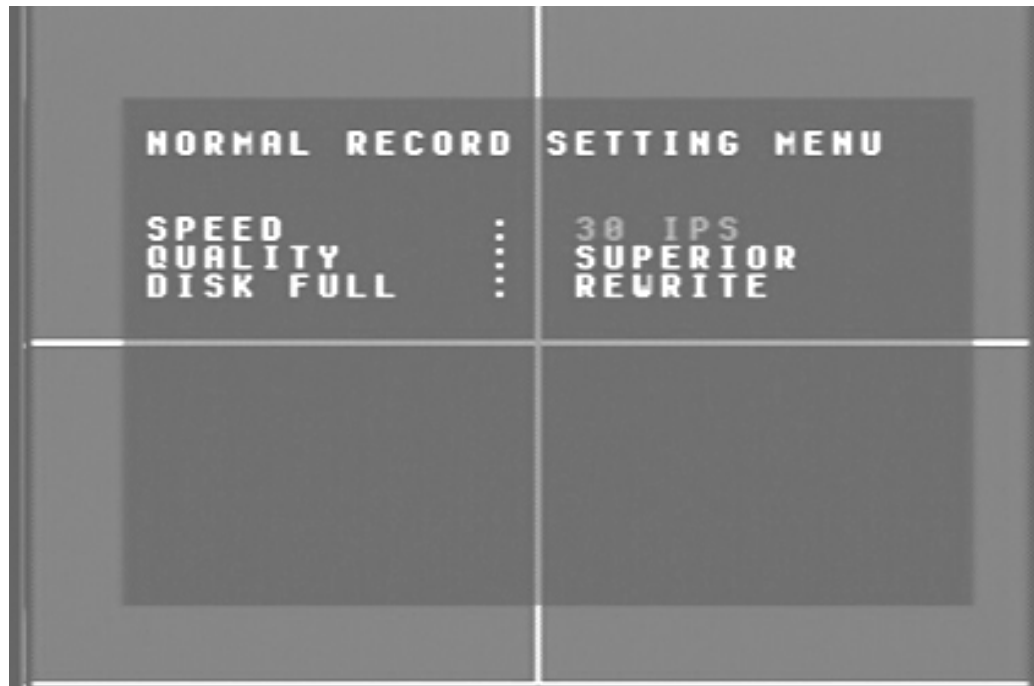 NORMAL RECORD SETTING MENU
SPEED : 30 IPS
QUALITY : SUPERIOR
DISK FULL : REWRITE